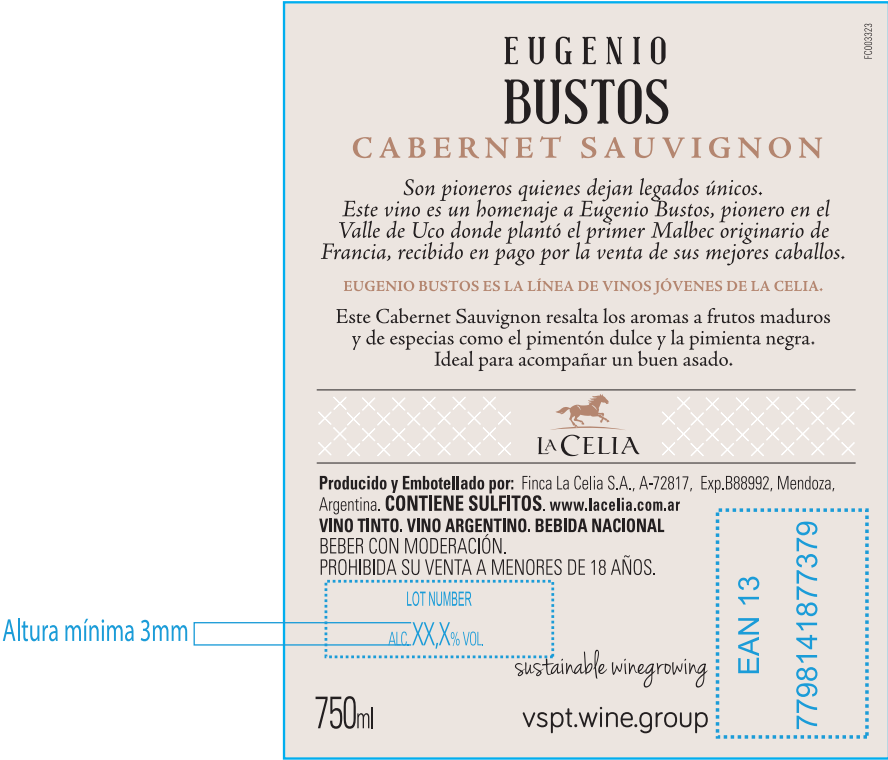 FC003323
EUGENIO
BUSTOS
CABERNET SAUVIGNON
Son pioneros quienes dejan legados únicos.
Este vino es un homenaje a Eugenio Bustos, pionero en el
Valle de Uco donde plantó el primer Malbec originario de
Francia, recibido en pago por la venta de sus mejores caballos.
EUGENIO BUSTOS ES LA LÍNEA DE VINOS JÓVENES DE LA CELIA.
Este Cabernet Sauvignon resalta los aromas a frutos maduros
y de especias como el pimentón dulce y la pimienta negra.
Ideal para acompañar un buen asado.
LA CELIA
Producido y Embotellado por: Finca La Celia S.A., A-72817, Exp.B88992, Mendoza,
Argentina. CONTIENE SULFITOS. www.lacelia.com.ar
VINO TINTO. VINO ARGENTINO. BEBIDA NACIONAL
BEBER CON MODERACIÓN.
PROHIBIDA SU VENTA A MENORES DE 18 AÑOS.
LOT NUMBER
Altura mínima 3mm
ALC. XX,X% VOL.
EAN 13
7798141877379
sustainable winegrowing
750ml
vspt.wine.group